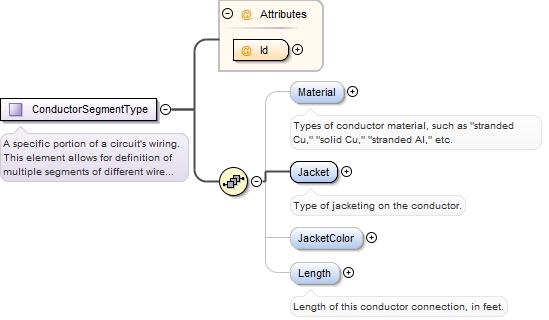 Attributes
@ Id
ConductorSegmentType
A specific portion of a circuit's wiring.
This element allows for definition of
multiple segments of different wire...
Material
Types of conductor material, such as "stranded
Cu," "solid Cu," "stranded Al," etc.
Jacket
Type of jacketing on the conductor.
JacketColor
Length
Length of this conductor connection, in feet.